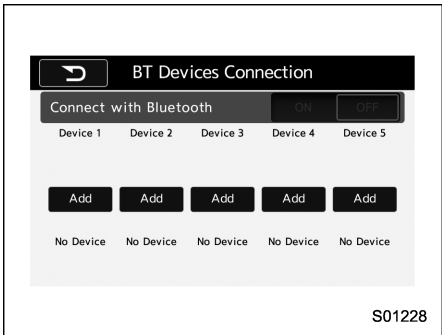 BT Devices Connection
Connect with Bluetooth ON OFF
Device 1 Device 2 Device 3 Device 4 Device 5
Add Add Add Add Add
No Device No Device No Device No Device No Device
S01228